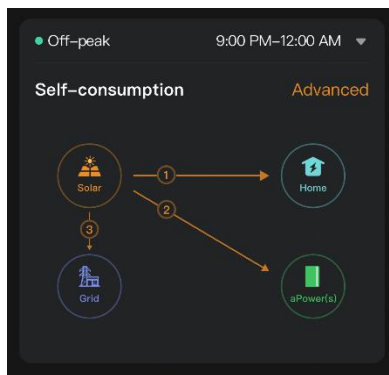 Off-peak
9:00 PM-12:00 AM
Self-consumption
Advanced
Solar
1
Home
2
3
Grid
aPower(s)